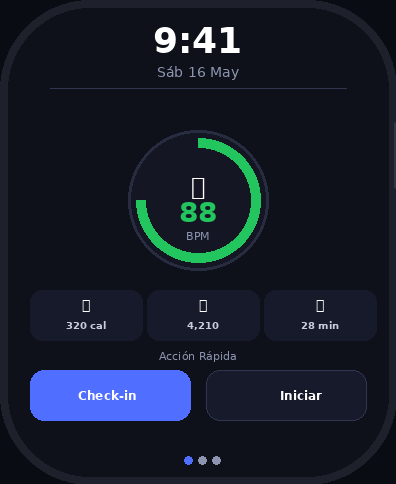 9:41
Sáb 16 May
88
BPM
320 cal
4,210
28 min
Acción Rápida
Check-in
Iniciar